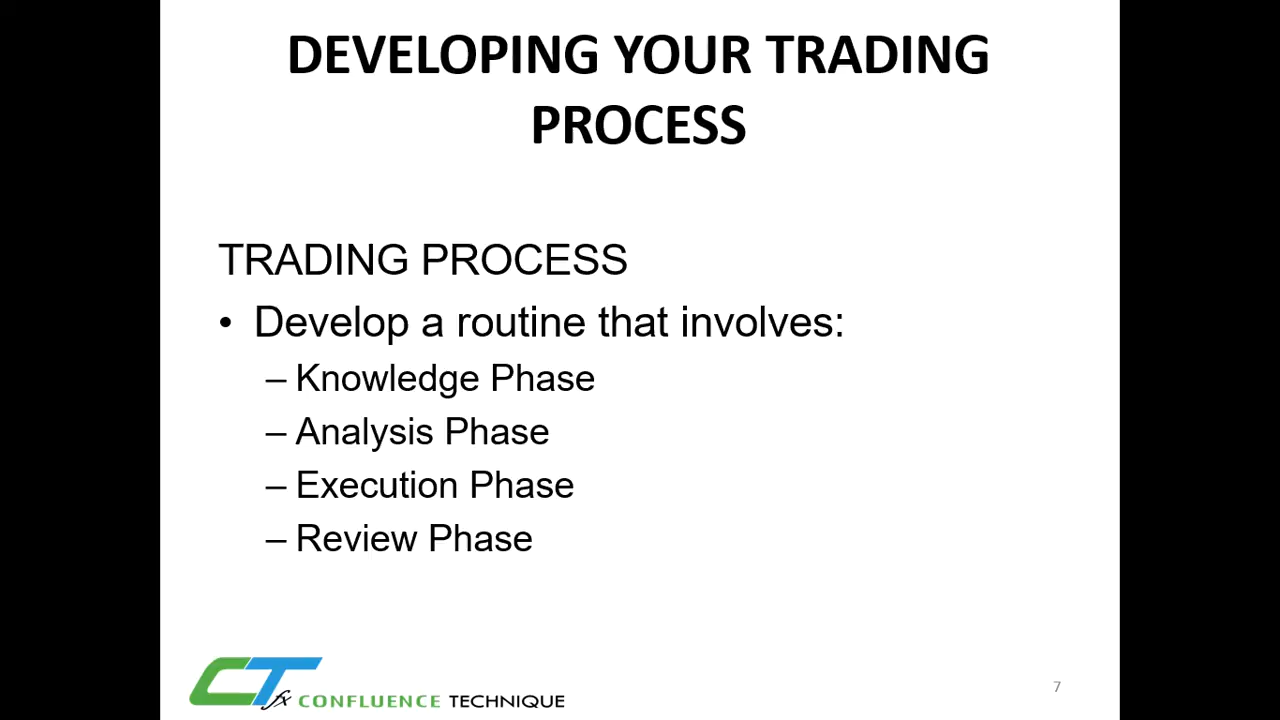 DEVELOPING YOUR TRADING
PROCESS
TRADING PROCESS
• Develop a routine that involves:
– Knowledge Phase
– Analysis Phase
– Execution Phase
– Review Phase
CT fx CONFLUENCE TECHNIQUE
7